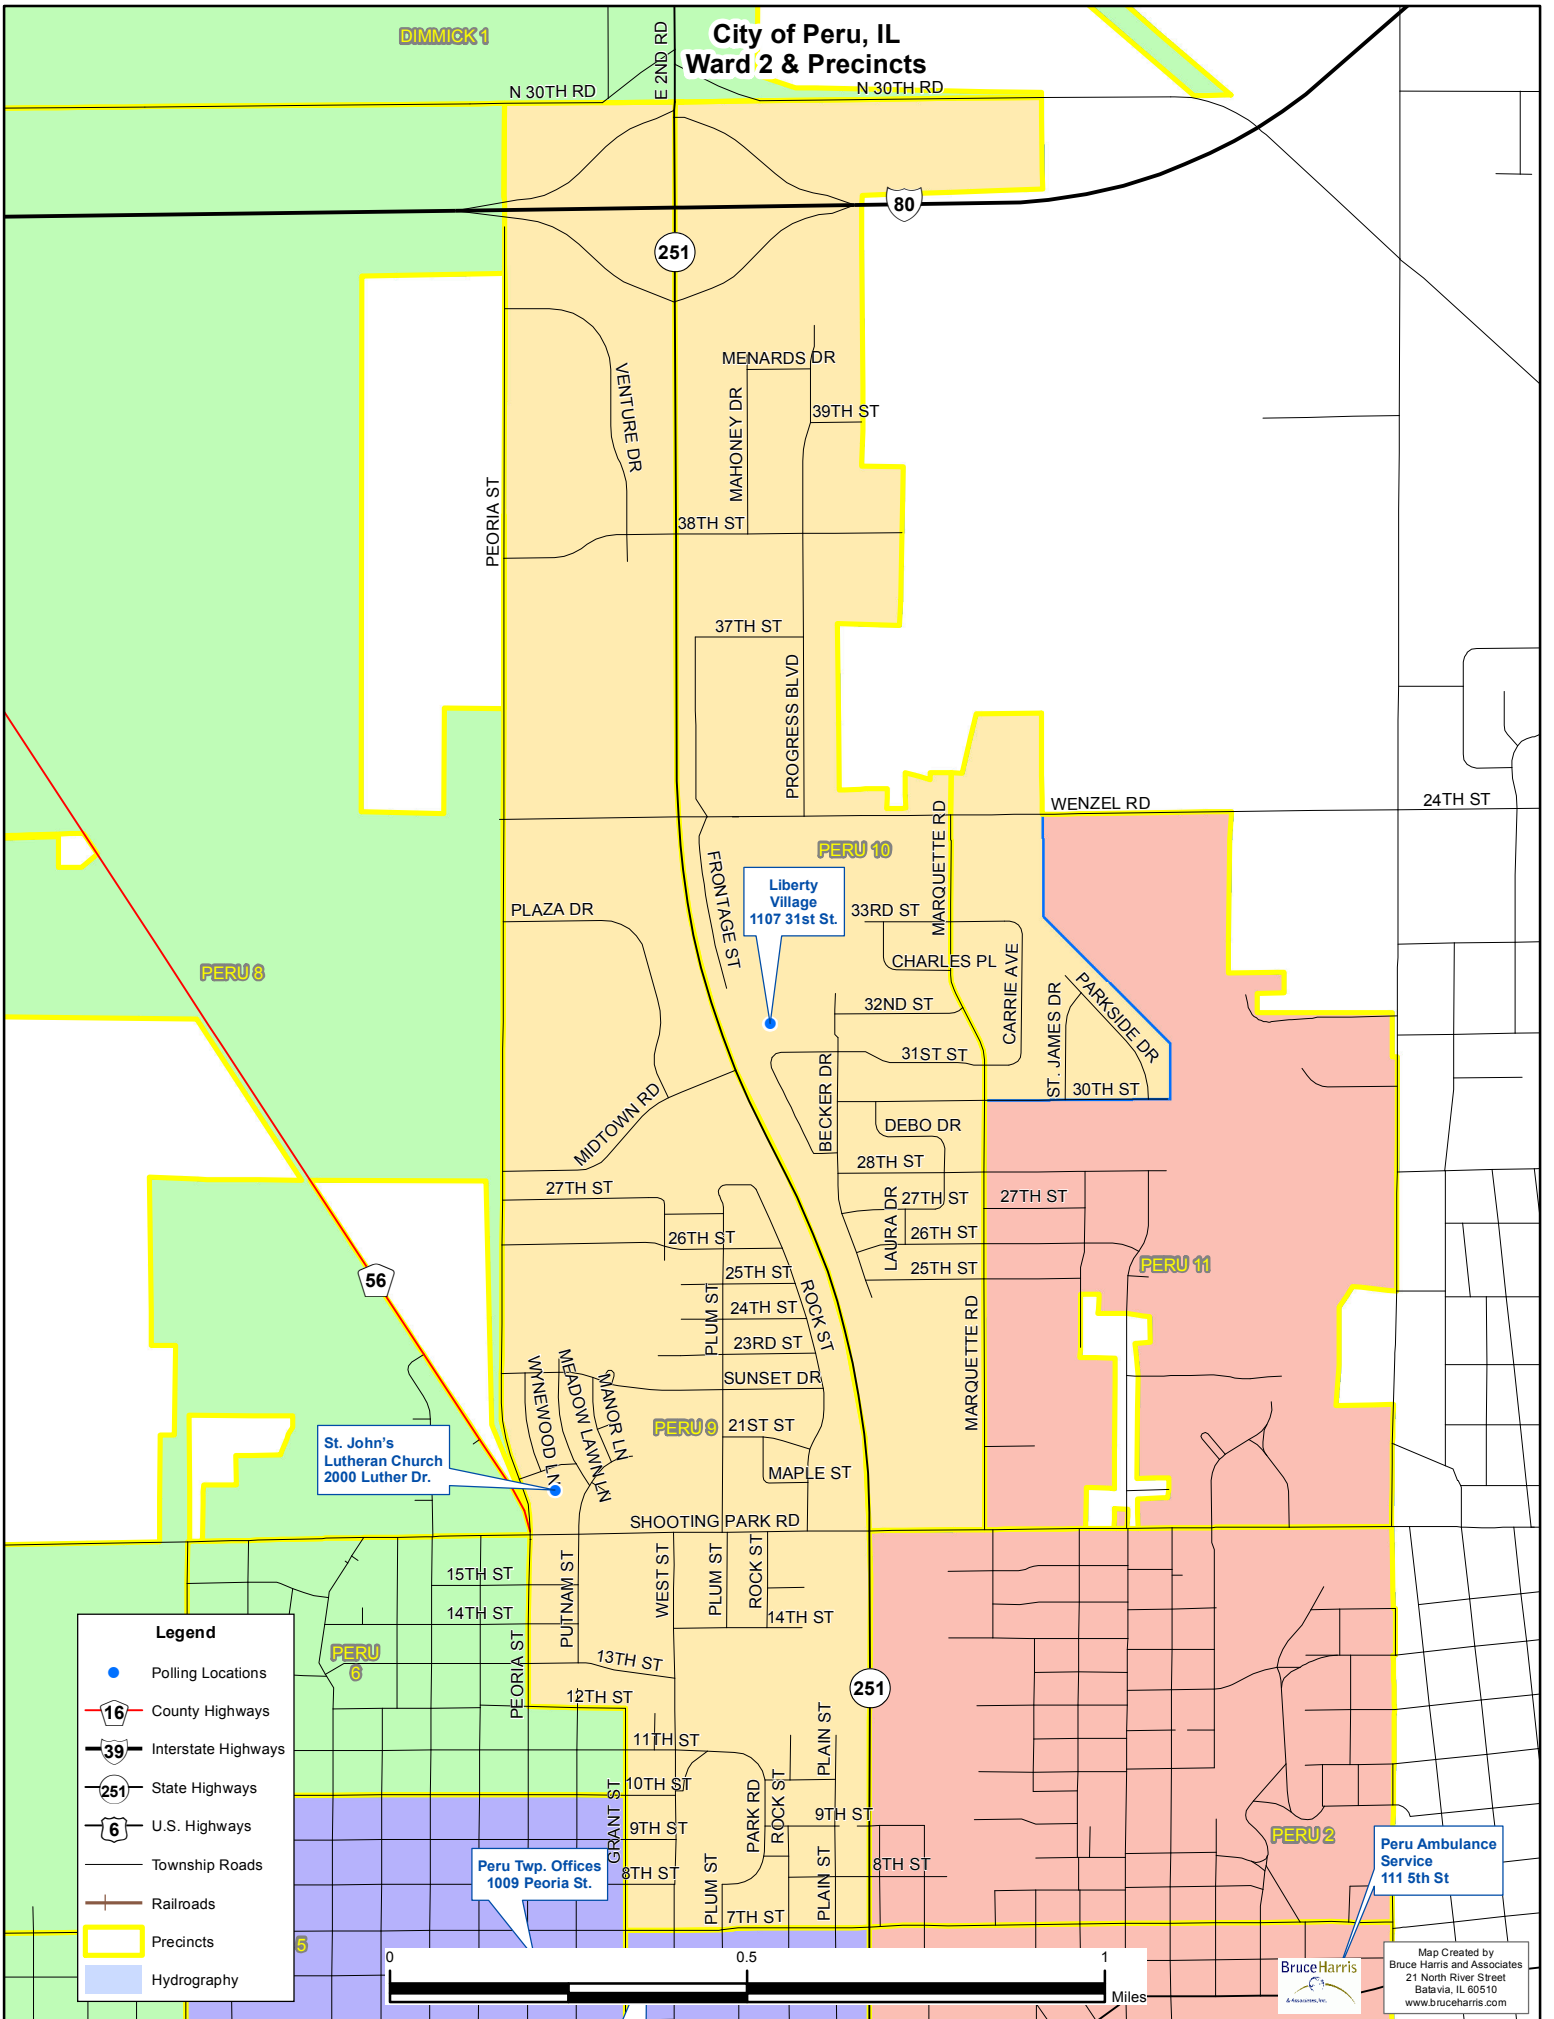 City of Peru, IL
Ward 2 & Precincts
DIMMICK 1
E 2ND RD
N 30TH RD
N 30TH RD
80
251
MENARDS DR
VENTURE DR
MAHONEY DR
39TH ST
PEORIA ST
38TH ST
37TH ST
PROGRESS BLVD
WENZEL RD
24TH ST
MARQUETTE RD
PERU 10
FRONTAGE ST
Liberty
Village
1107 31st St.
PLAZA DR
33RD ST
CHARLES PL
CARRIE AVE
PERU 8
PARKSIDE DR
ST. JAMES DR
32ND ST
31ST ST
BECKER DR
30TH ST
MIDTOWN RD
DEBO DR
28TH ST
27TH ST
27TH ST
27TH ST
LAURA DR
26TH ST
26TH ST
PERU 11
56
25TH ST
25TH ST
PLUM ST
ROCK ST
24TH ST
23RD ST
MARQUETTE RD
SUNSET DR
WYNEWOOD LN
MEADOW LAWN LN
MANOR LN
PERU 9
21ST ST
St. John's
Lutheran Church
2000 Luther Dr.
MAPLE ST
SHOOTING PARK RD
PUTNAM ST
WEST ST
PLUM ST
ROCK ST
15TH ST
14TH ST
14TH ST
PERU
6
13TH ST
PEORIA ST
12TH ST
251
11TH ST
PLAIN ST
10TH ST
GRANT ST
PARK RD
ROCK ST
9TH ST
9TH ST
PERU 2
8TH ST
8TH ST
Peru Twp. Offices
1009 Peoria St.
Peru Ambulance
Service
111 5th St
PLUM ST
PLAIN ST
7TH ST
5
Legend
Polling Locations
16 County Highways
39 Interstate Highways
251 State Highways
6 U.S. Highways
Township Roads
Railroads
Precincts
Hydrography
0 0.5 1
Miles
BruceHarris
& Associates, Inc.
Map Created by
Bruce Harris and Associates
21 North River Street
Batavia, IL 60510
www.bruceharris.com